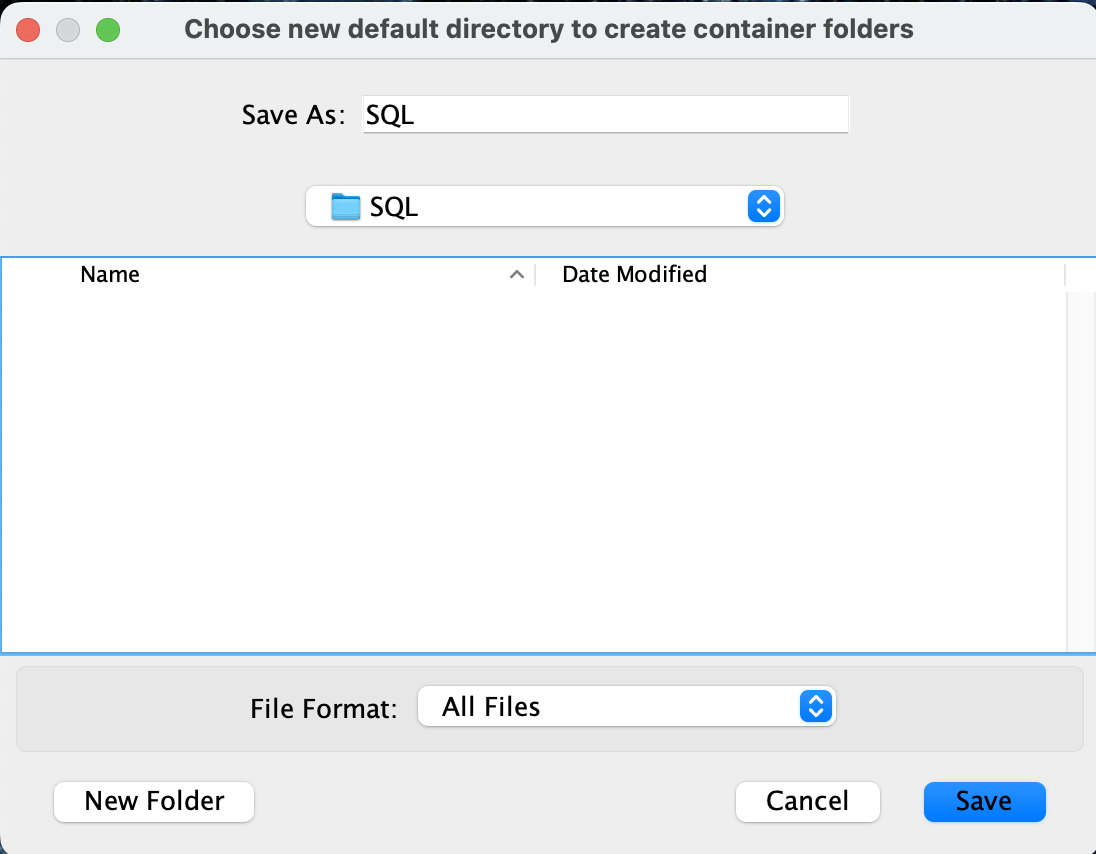 Choose new default directory to create container folders
Save As: SQL
SQL
Name Date Modified
File Format: All Files
New Folder Cancel Save